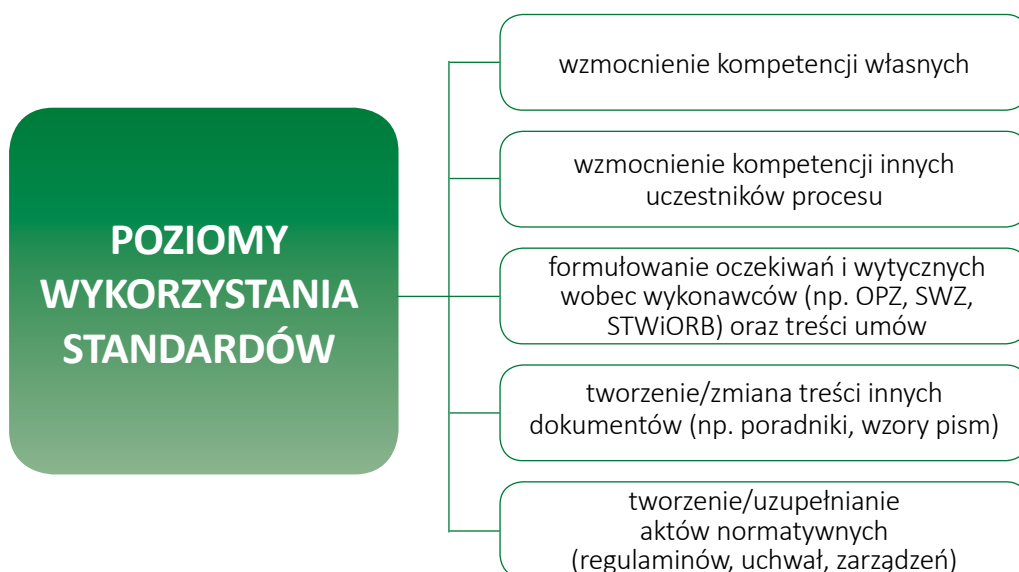 POZIOMY
WYKORZYSTANIA
STANDARDÓW
wzmocnienie kompetencji własnych
wzmocnienie kompetencji innych
uczestników procesu
formułowanie oczekiwań i wytycznych
wobec wykonawców (np. OPZ, SWZ,
STWiORB) oraz treści umów
tworzenie/zmiana treści innych
dokumentów (np. poradniki, wzory pism)
tworzenie/uzupełnianie
aktów normatywnych
(regulaminów, uchwał, zarządzeń)